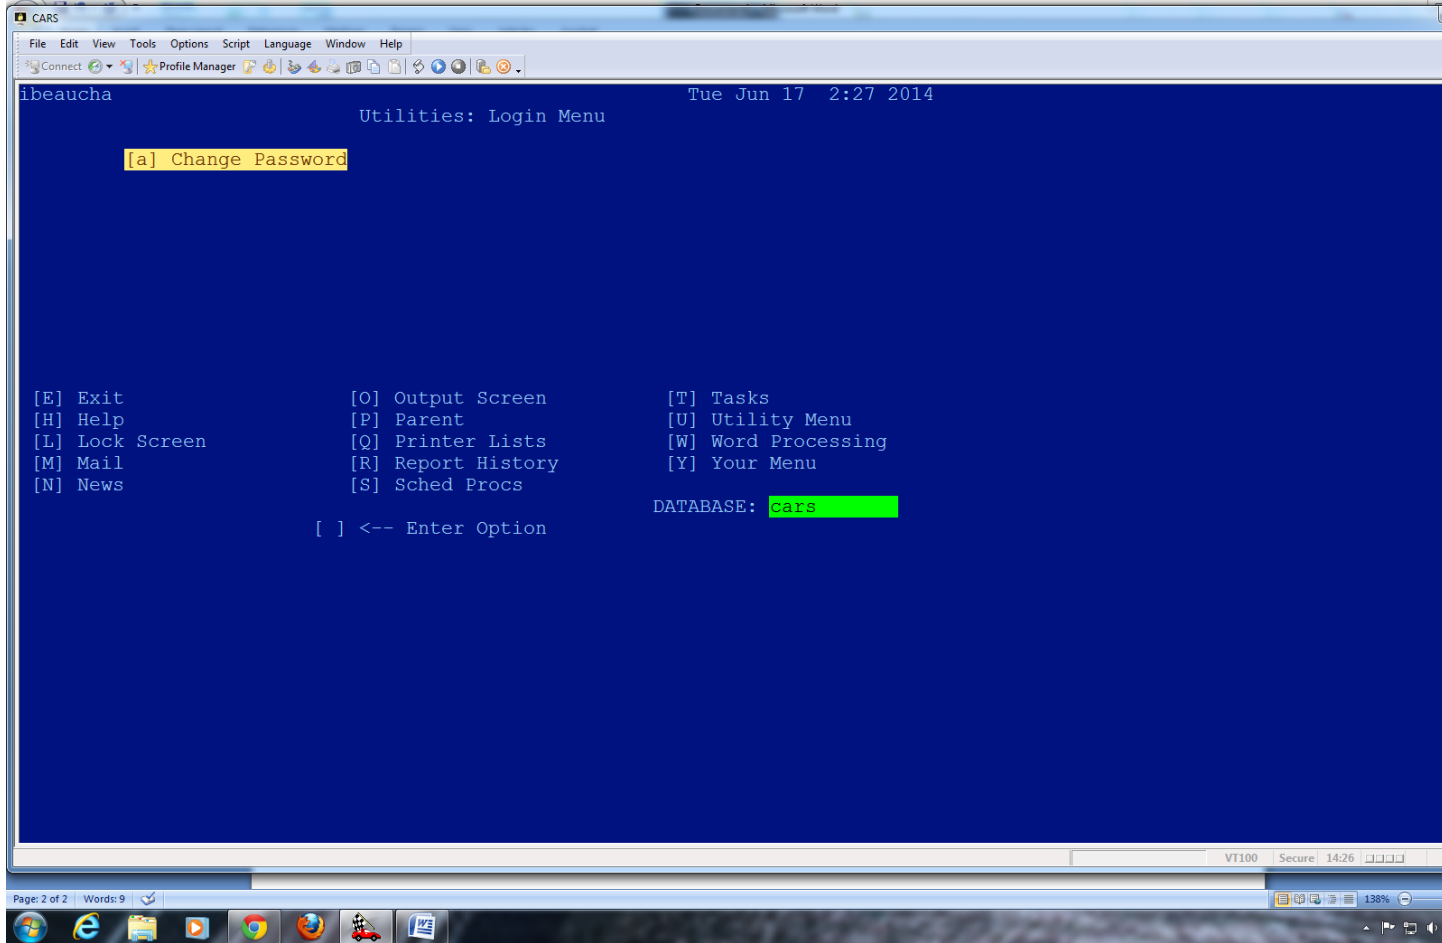 CARS
File Edit View Tools Options Script Language Window Help
Connect Profile Manager
ibeaucha Tue Jun 17 2:27 2014
Utilities: Login Menu
[a] Change Password
[E] Exit [O] Output Screen [T] Tasks
[H] Help [P] Parent [U] Utility Menu
[L] Lock Screen [Q] Printer Lists [W] Word Processing
[M] Mail [R] Report History [Y] Your Menu
[N] News [S] Sched Procs
DATABASE: cars
[ ] <-- Enter Option
VT100 Secure 14:26
Page: 2 of 2 Words: 9 138%